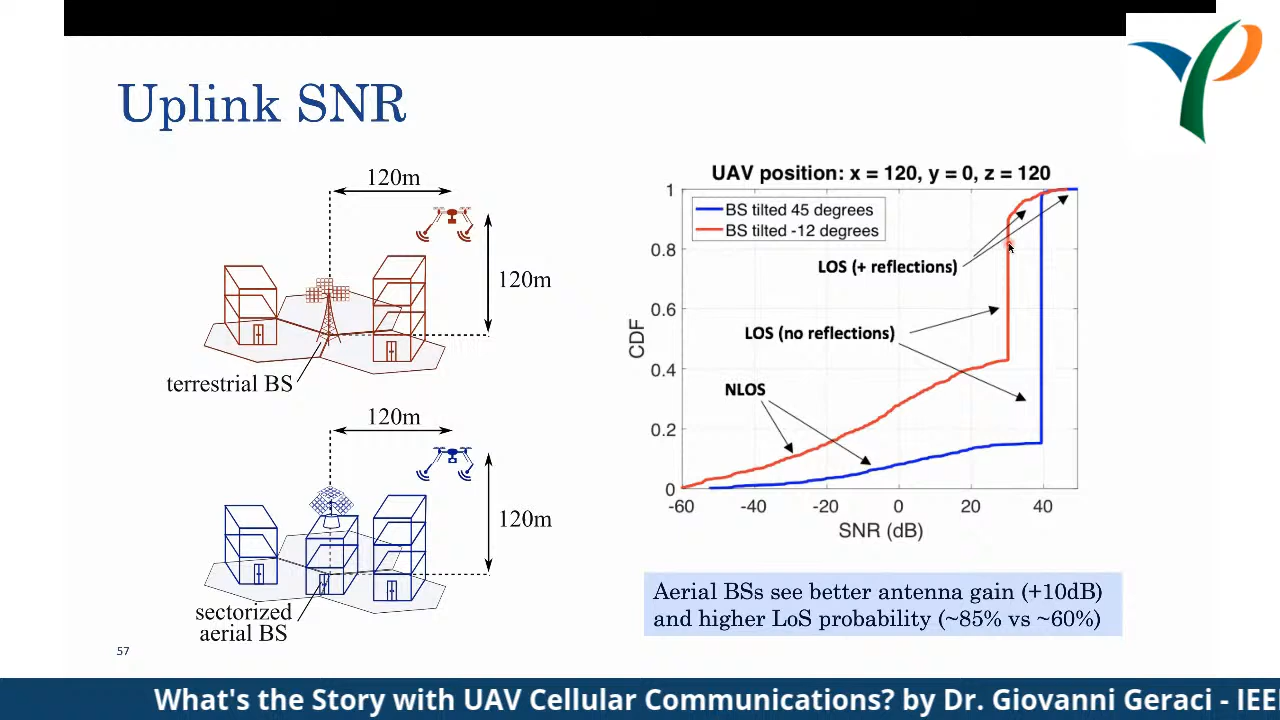 Uplink SNR
120m
120m
terrestrial BS
120m
120m
sectorized
aerial BS
UAV position: x = 120, y = 0, z = 120
BS tilted 45 degrees
BS tilted -12 degrees
LOS (+ reflections)
LOS (no reflections)
NLOS
CDF
1
0.8
0.6
0.4
0.2
0
-60
-40
-20
0
20
40
SNR (dB)
Aerial BSs see better antenna gain (+10dB)
and higher LoS probability (~85% vs ~60%)
57
What's the Story with UAV Cellular Communications? by Dr. Giovanni Geraci - IEEE